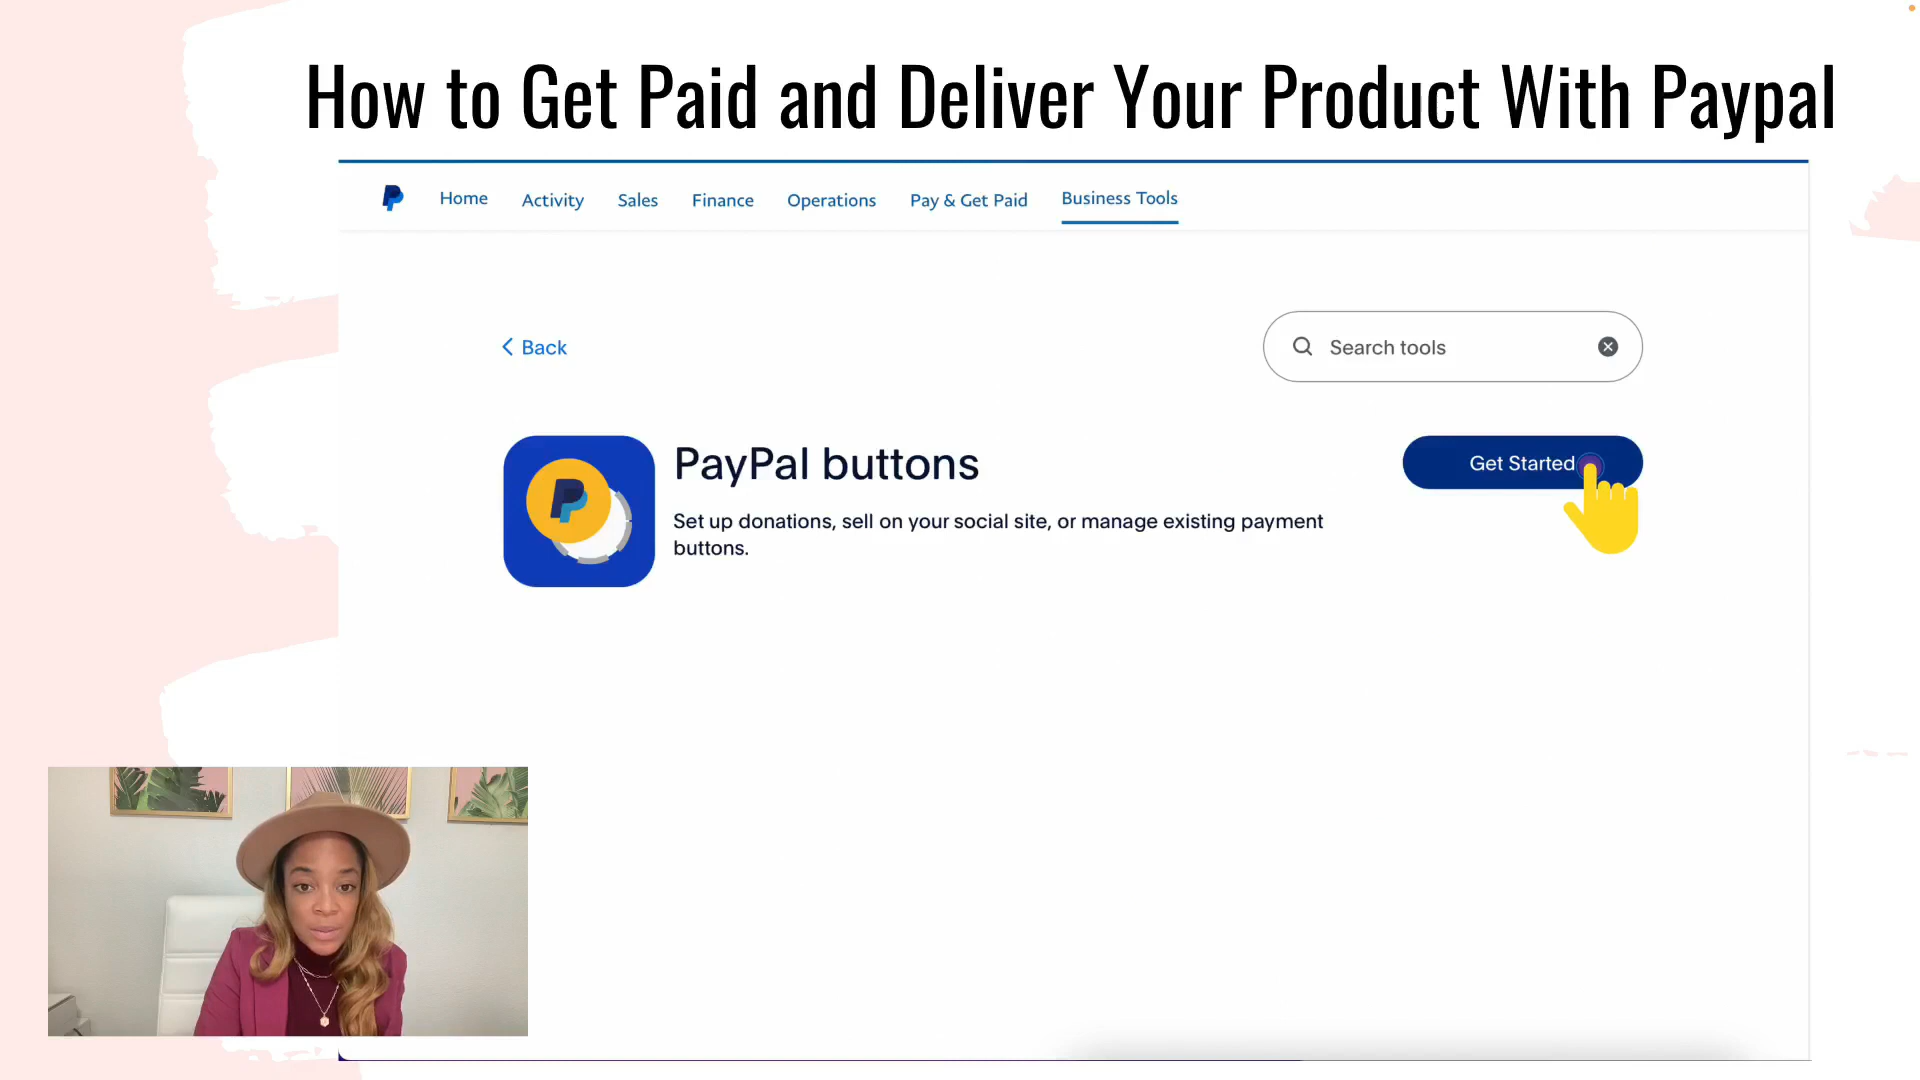 How to Get Paid and Deliver Your Product With Paypal
Home Activity Sales Finance Operations Pay & Get Paid Business Tools
Back
Search tools
PayPal buttons
Get Started
Set up donations, sell on your social site, or manage existing payment
buttons.